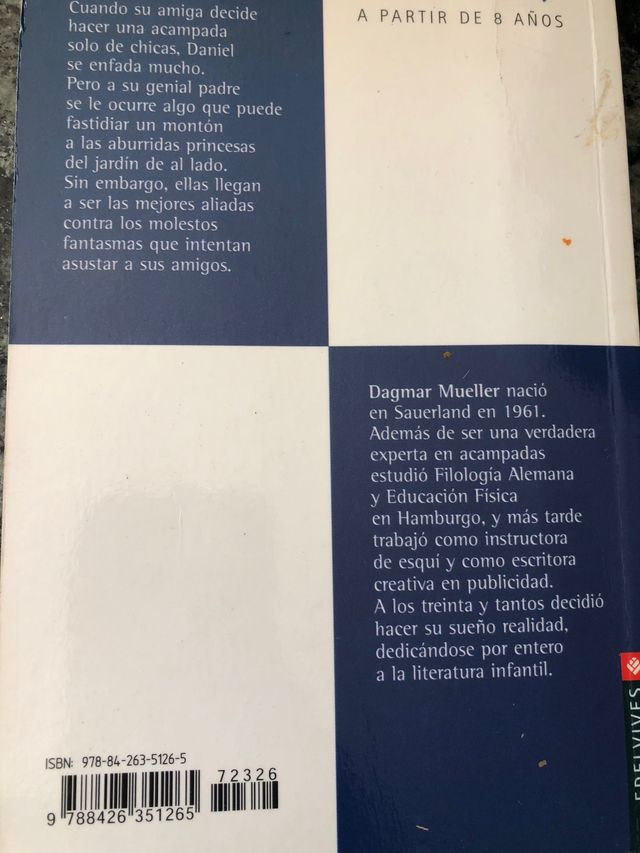 Cuando su amiga decide
hacer una acampada
solo de chicas, Daniel
se enfada mucho.
Pero a su genial padre
se le ocurre algo que puede
fastidiar un montón
a las aburridas princesas
del jardín de al lado.
Sin embargo, ellas llegan
a ser las mejores aliadas
contra los molestos
fantasmas que intentan
asustar a sus amigos.
A PARTIR DE 8 AÑOS
Dagmar Mueller nació
en Sauerland en 1961.
Además de ser una verdadera
experta en acampadas
estudió Filología Alemana
y Educación Física
en Hamburgo, y más tarde
trabajó como instructora
de esquí y como escritora
creativa en publicidad.
A los treinta y tantos decidió
hacer su sueño realidad,
dedicándose por entero
a la literatura infantil.
ISBN: 978-84-263-5126-5
72326
9 788426 351265